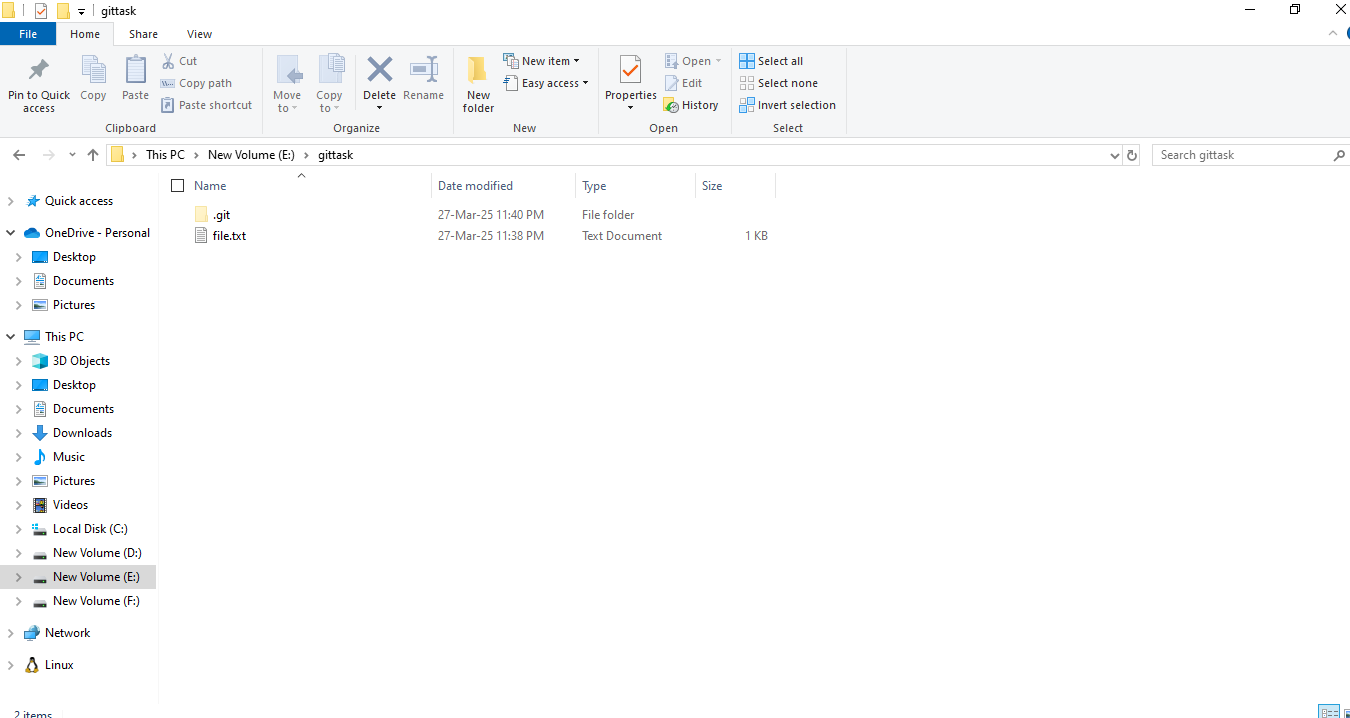 gittask
File Home Share View
Pin to Quick access
Copy
Paste
Cut
Copy path
Paste shortcut
Clipboard
Move to
Copy to
Delete
Rename
Organize
New folder
New item
Easy access
New
Properties
Open
Edit
History
Open
Select all
Select none
Invert selection
Select
This PC New Volume (E:) gittask
Search gittask
Name Date modified Type Size
.git 27-Mar-25 11:40 PM File folder
file.txt 27-Mar-25 11:38 PM Text Document 1 KB
Quick access
OneDrive - Personal
Desktop
Documents
Pictures
This PC
3D Objects
Desktop
Documents
Downloads
Music
Pictures
Videos
Local Disk (C:)
New Volume (D:)
New Volume (E:)
New Volume (F:)
Network
Linux
2 items